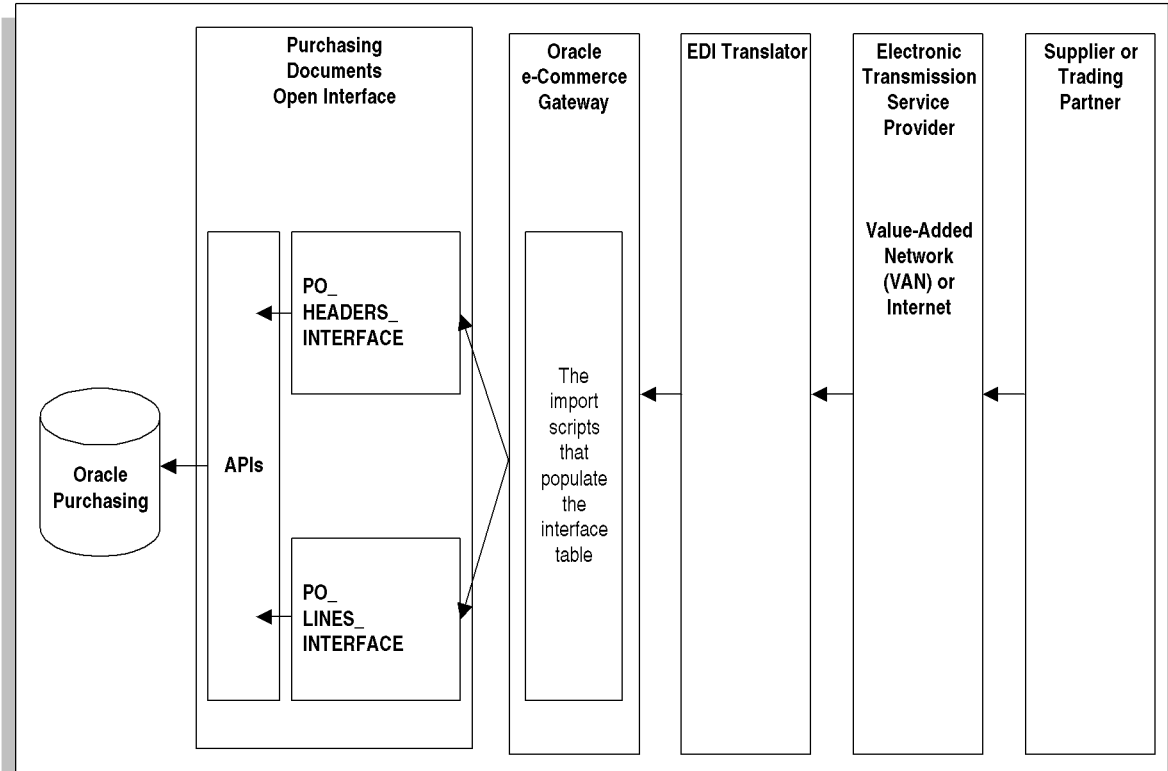 Purchasing
Documents
Open Interface
Oracle
e-Commerce
Gateway
EDI Translator
Electronic
Transmission
Service
Provider
Supplier or
Trading
Partner
Value-Added
Network
(VAN) or
Internet
PO_
HEADERS_
INTERFACE
The
import
scripts
that
populate
the
interface
table
APIs
Oracle
Purchasing
PO_
LINES_
INTERFACE